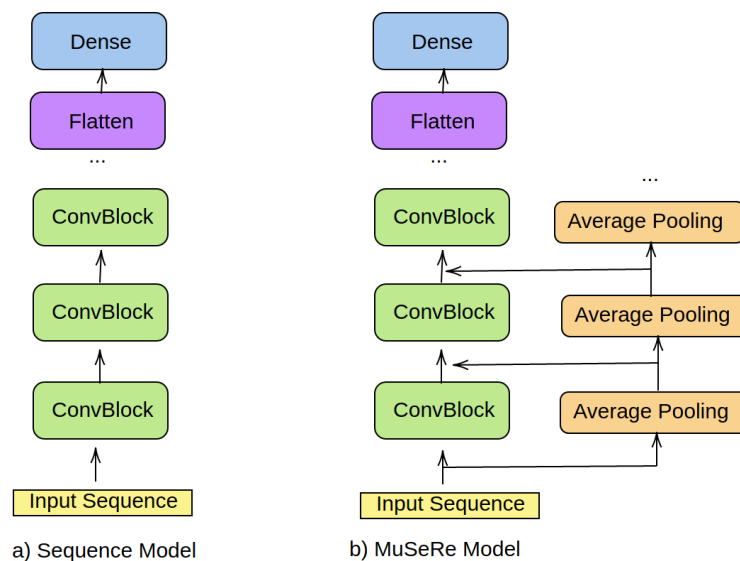 Dense
Flatten
...
ConvBlock
ConvBlock
ConvBlock
Input Sequence
a) Sequence Model
Dense
Flatten
...
ConvBlock
ConvBlock
ConvBlock
Input Sequence
...
Average Pooling
Average Pooling
Average Pooling
b) MuSeRe Model